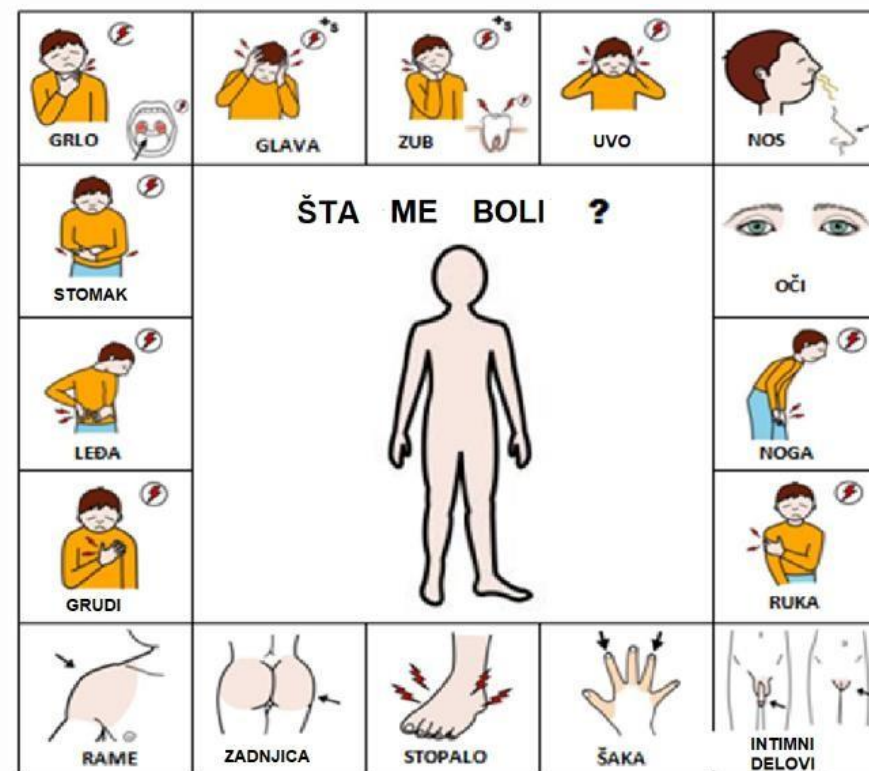 GRLO
GLAVA
ZUB
UVO
NOS
ŠTA ME BOLI ?
STOMAK
OČI
LEĐA
NOGA
GRUDI
RUKA
RAME
ZADNJICA
STOPALO
ŠAKA
INTIMNI
DELOVI
+s
+s